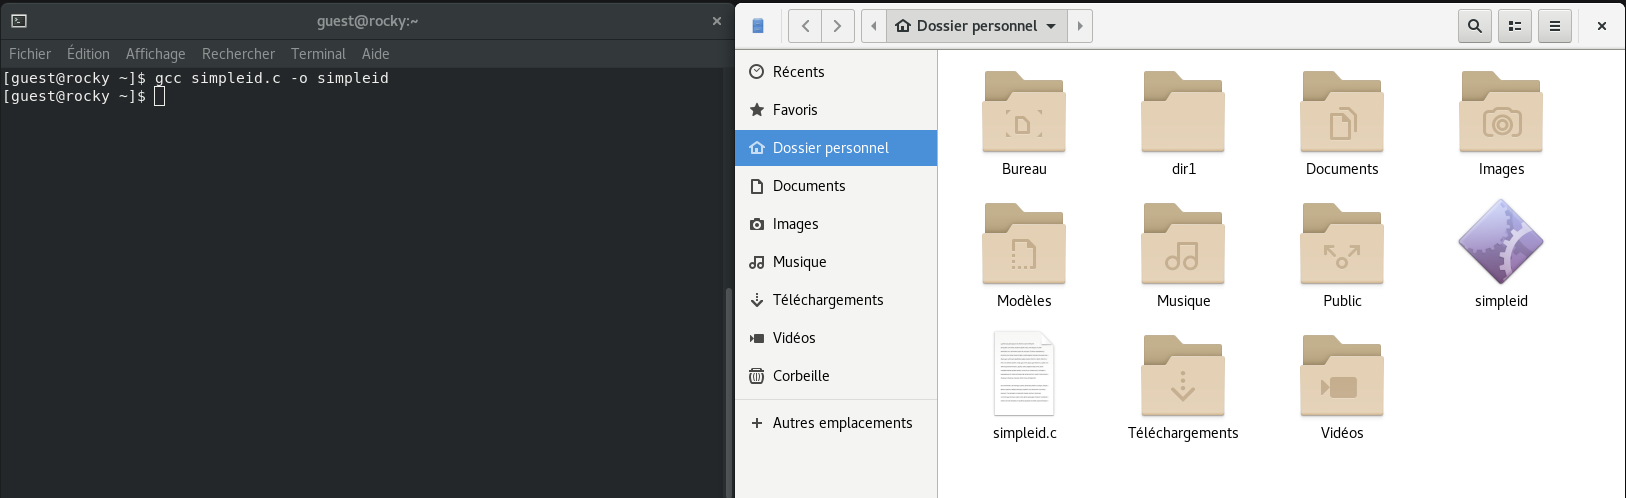 guest@rocky:~
Fichier Édition Affichage Rechercher Terminal Aide
[guest@rocky ~]$ gcc simpleid.c -o simpleid
[guest@rocky ~]$
Dossier personnel
Récents
Favoris
Dossier personnel
Documents
Images
Musique
Téléchargements
Vidéos
Corbeille
Autres emplacements
Bureau dir1 Documents Images
Modèles Musique Public simpleid
simpleid.c Téléchargements Vidéos